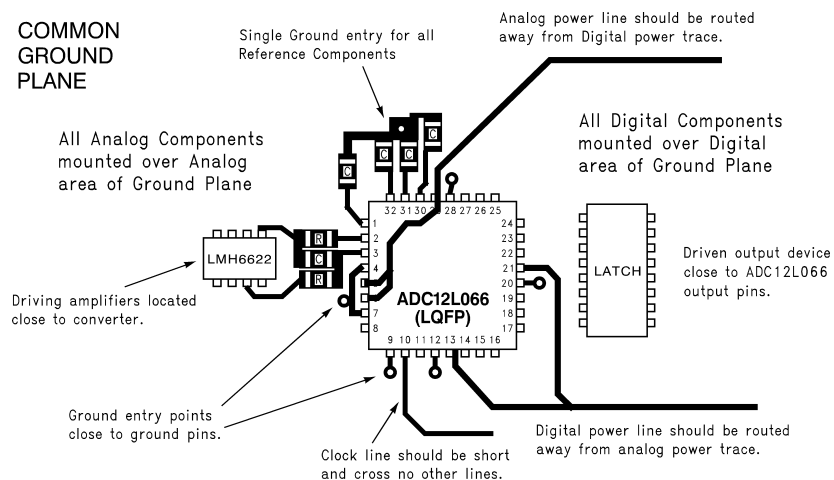 COMMON
GROUND
PLANE
Single Ground entry for all
Reference Components
Analog power line should be routed
away from Digital power trace.
All Analog Components
mounted over Analog
area of Ground Plane
All Digital Components
mounted over Digital
area of Ground Plane
C
C
C
C
32 31 30 29 28 27 26 25
1
2
3
4
7
8
24
23
22
21
20
19
18
17
R
C
R
LMH6622
ADC12L066
(LQFP)
9 10 11 12 13 14 15 16
LATCH
Driven output device
close to ADC12L066
output pins.
Driving amplifiers located
close to converter.
Ground entry points
close to ground pins.
Clock line should be short
and cross no other lines.
Digital power line should be routed
away from analog power trace.